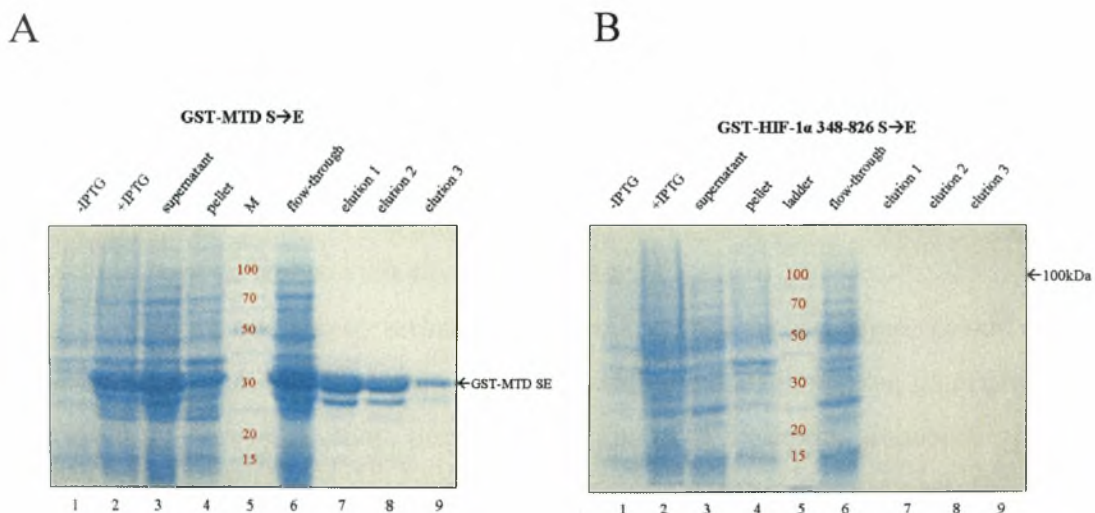 A
GST-MTD S→E
-IPTG
+IPTG
supernatant
pellet
M
flow-through
elution 1
elution 2
elution 3
100
70
50
30
20
15
←GST-MTD SE
1 2 3 4 5 6 7 8 9
B
GST-HIF-1α 348-826 S→E
-IPTG
+IPTG
supernatant
pellet
ladder
flow-through
elution 1
elution 2
elution 3
100
70
50
30
20
15
←100kDa
1 2 3 4 5 6 7 8 9